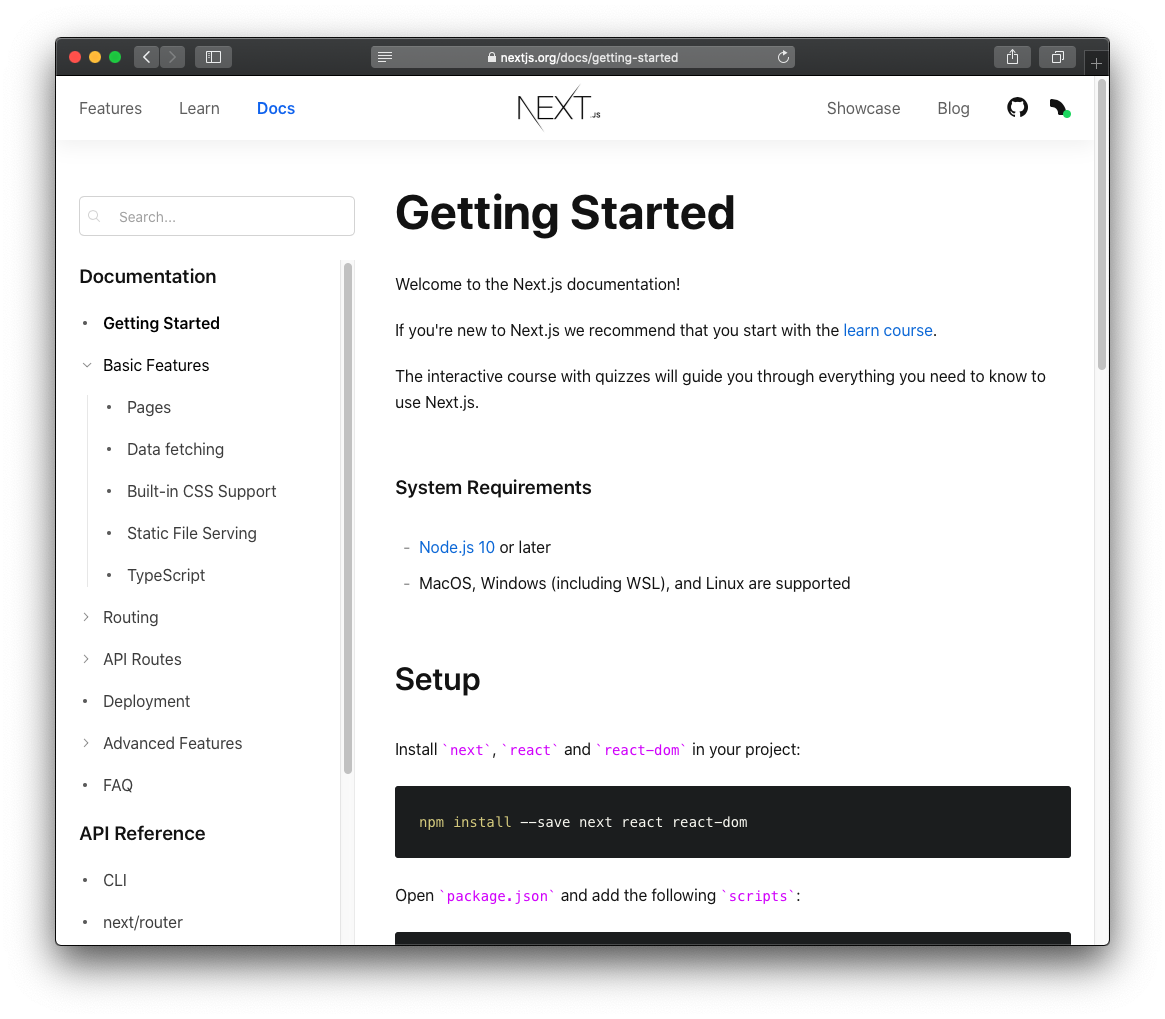 nextjs.org/docs/getting-started
Features Learn Docs NEXT.JS Showcase Blog
Search...
Documentation
Getting Started
Basic Features
Pages
Data fetching
Built-in CSS Support
Static File Serving
TypeScript
Routing
API Routes
Deployment
Advanced Features
FAQ
API Reference
CLI
next/router
Getting Started
Welcome to the Next.js documentation!
If you're new to Next.js we recommend that you start with the learn course.
The interactive course with quizzes will guide you through everything you need to know to
use Next.js.
System Requirements
- Node.js 10 or later
- MacOS, Windows (including WSL), and Linux are supported
Setup
Install `next`, `react` and `react-dom` in your project:
npm install --save next react react-dom
Open `package.json` and add the following `scripts`: